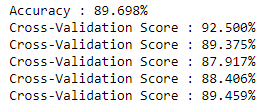 Accuracy : 89.698%
Cross-Validation Score : 92.500%
Cross-Validation Score : 89.375%
Cross-Validation Score : 87.917%
Cross-Validation Score : 88.406%
Cross-Validation Score : 89.459%